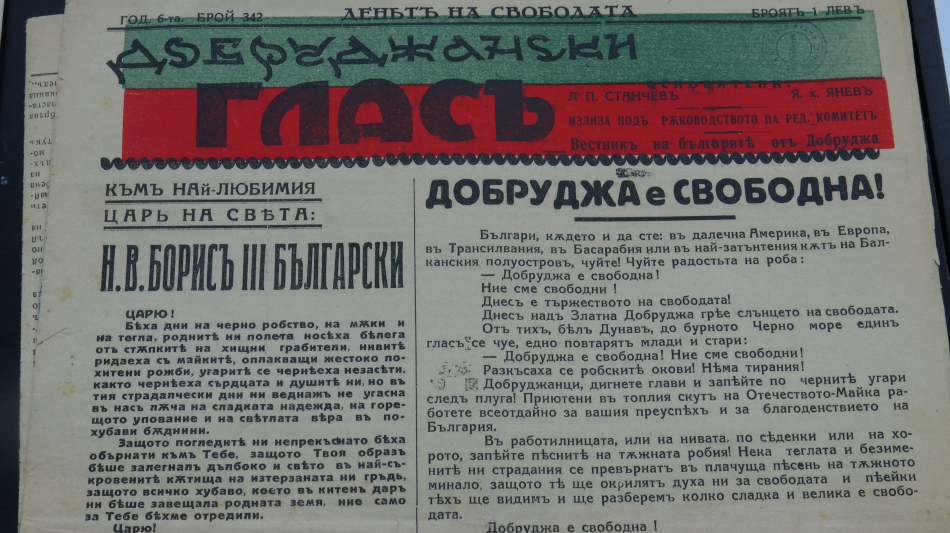 ГОД. 6-та. БРОЙ 342
ДЕНЬТЪ НА СВОБОДАТА
БРОЯТЪ 1 ЛЕВЪ
ДОБРУДЖАНСКИ
ГЛАСЪ
ОСНОВАТЕЛИ:
Л. П. СТАНЧЕВЪ Я. х. ЯНЕВЪ
ИЗЛИЗА ПОДЪ РѪКОВОДСТВОТО НА РЕД. КОМИТЕТЪ
Вестникъ на българитѣ отъ Добруджа
КЪМЪ НАй-ЛЮБИМИЯ
ЦАРЬ НА СВѢТА:
Н. В. БОРИСЪ III БЪЛГАРСКИ
ЦАРЮ!
Бѣха дни на черно робство, на мѫки и
на тегла, роднитѣ ни полета носѣха бѣлега
отъ стѫпкитѣ на хищни грабители, нивитѣ
ридаеха съ майкитѣ, оплакващи жестоко по-
хитени рожби, угаритѣ се чернѣеха незасѣти,
както чернѣеха сърдцата и душитѣ ни, но въ
тия страдалчески дни ни веднажъ не угасна
въ насъ лѫча на сладката надежда, на горе-
щото упование и на свѣтлата вѣра въ по-
хубави бѫднини.
Защото погледитѣ ни непрекъснато бѣха
обърнати къмъ Тебе, защото Твоя образъ
бѣше залегналъ дълбоко и свѣто въ най-съ-
кровенитѣ кѫтища на изтерзаната ни грѫдь,
защото всичко хубаво, което въ китенъ даръ
ни бѣше завещала родната земя, ние само
за Тебе бѣхме отредили.
Царю!
ДОБРУДЖА е СВОБОДНА!
Българи, кѫдето и да сте: въ далечна Америка, въ Европа,
въ Трансилвания, въ Басарабия или въ най-затънтения кѫтъ на Бал-
канския полуостровъ, чуйте! Чуйте радостьта на роба:
— Добруджа е свободна!
Ние сме свободни!
Днесъ е тържеството на свободата!
Днесъ надъ Златна Добруджа грѣе слънцето на свободата.
Отъ тихъ, бѣлъ Дунавъ, до бурното Черно море единъ
гласъ се чуе, едно повтарятъ млади и стари:
— Добруджа е свободна! Ние сме свободни!
Разкъсаха се робскитѣ окови! Нѣма тирания!
Добруджанци, дигнете глави и запѣйте по чернитѣ угари
следъ плуга! Приютени въ топлия скутъ на Отечеството-Майка ра-
ботете всеотдайно за вашия преуспѣхъ и за благоденствието на
България.
Въ работилницата, или на нивата, по сѣденки или на хо-
рото, запѣйте пѣснитѣ на тѫжната робия! Нека теглата и безиме-
нитѣ ни страдания се превърнатъ въ плачуща пѣсень на тѫжното
минало, защото тѣ ще окрилятъ духа ни за свободата и пѣейки
тѣхъ ще видимъ и ще разберемъ колко сладка и велика е свобо-
дата.
Добруджа е свободна!